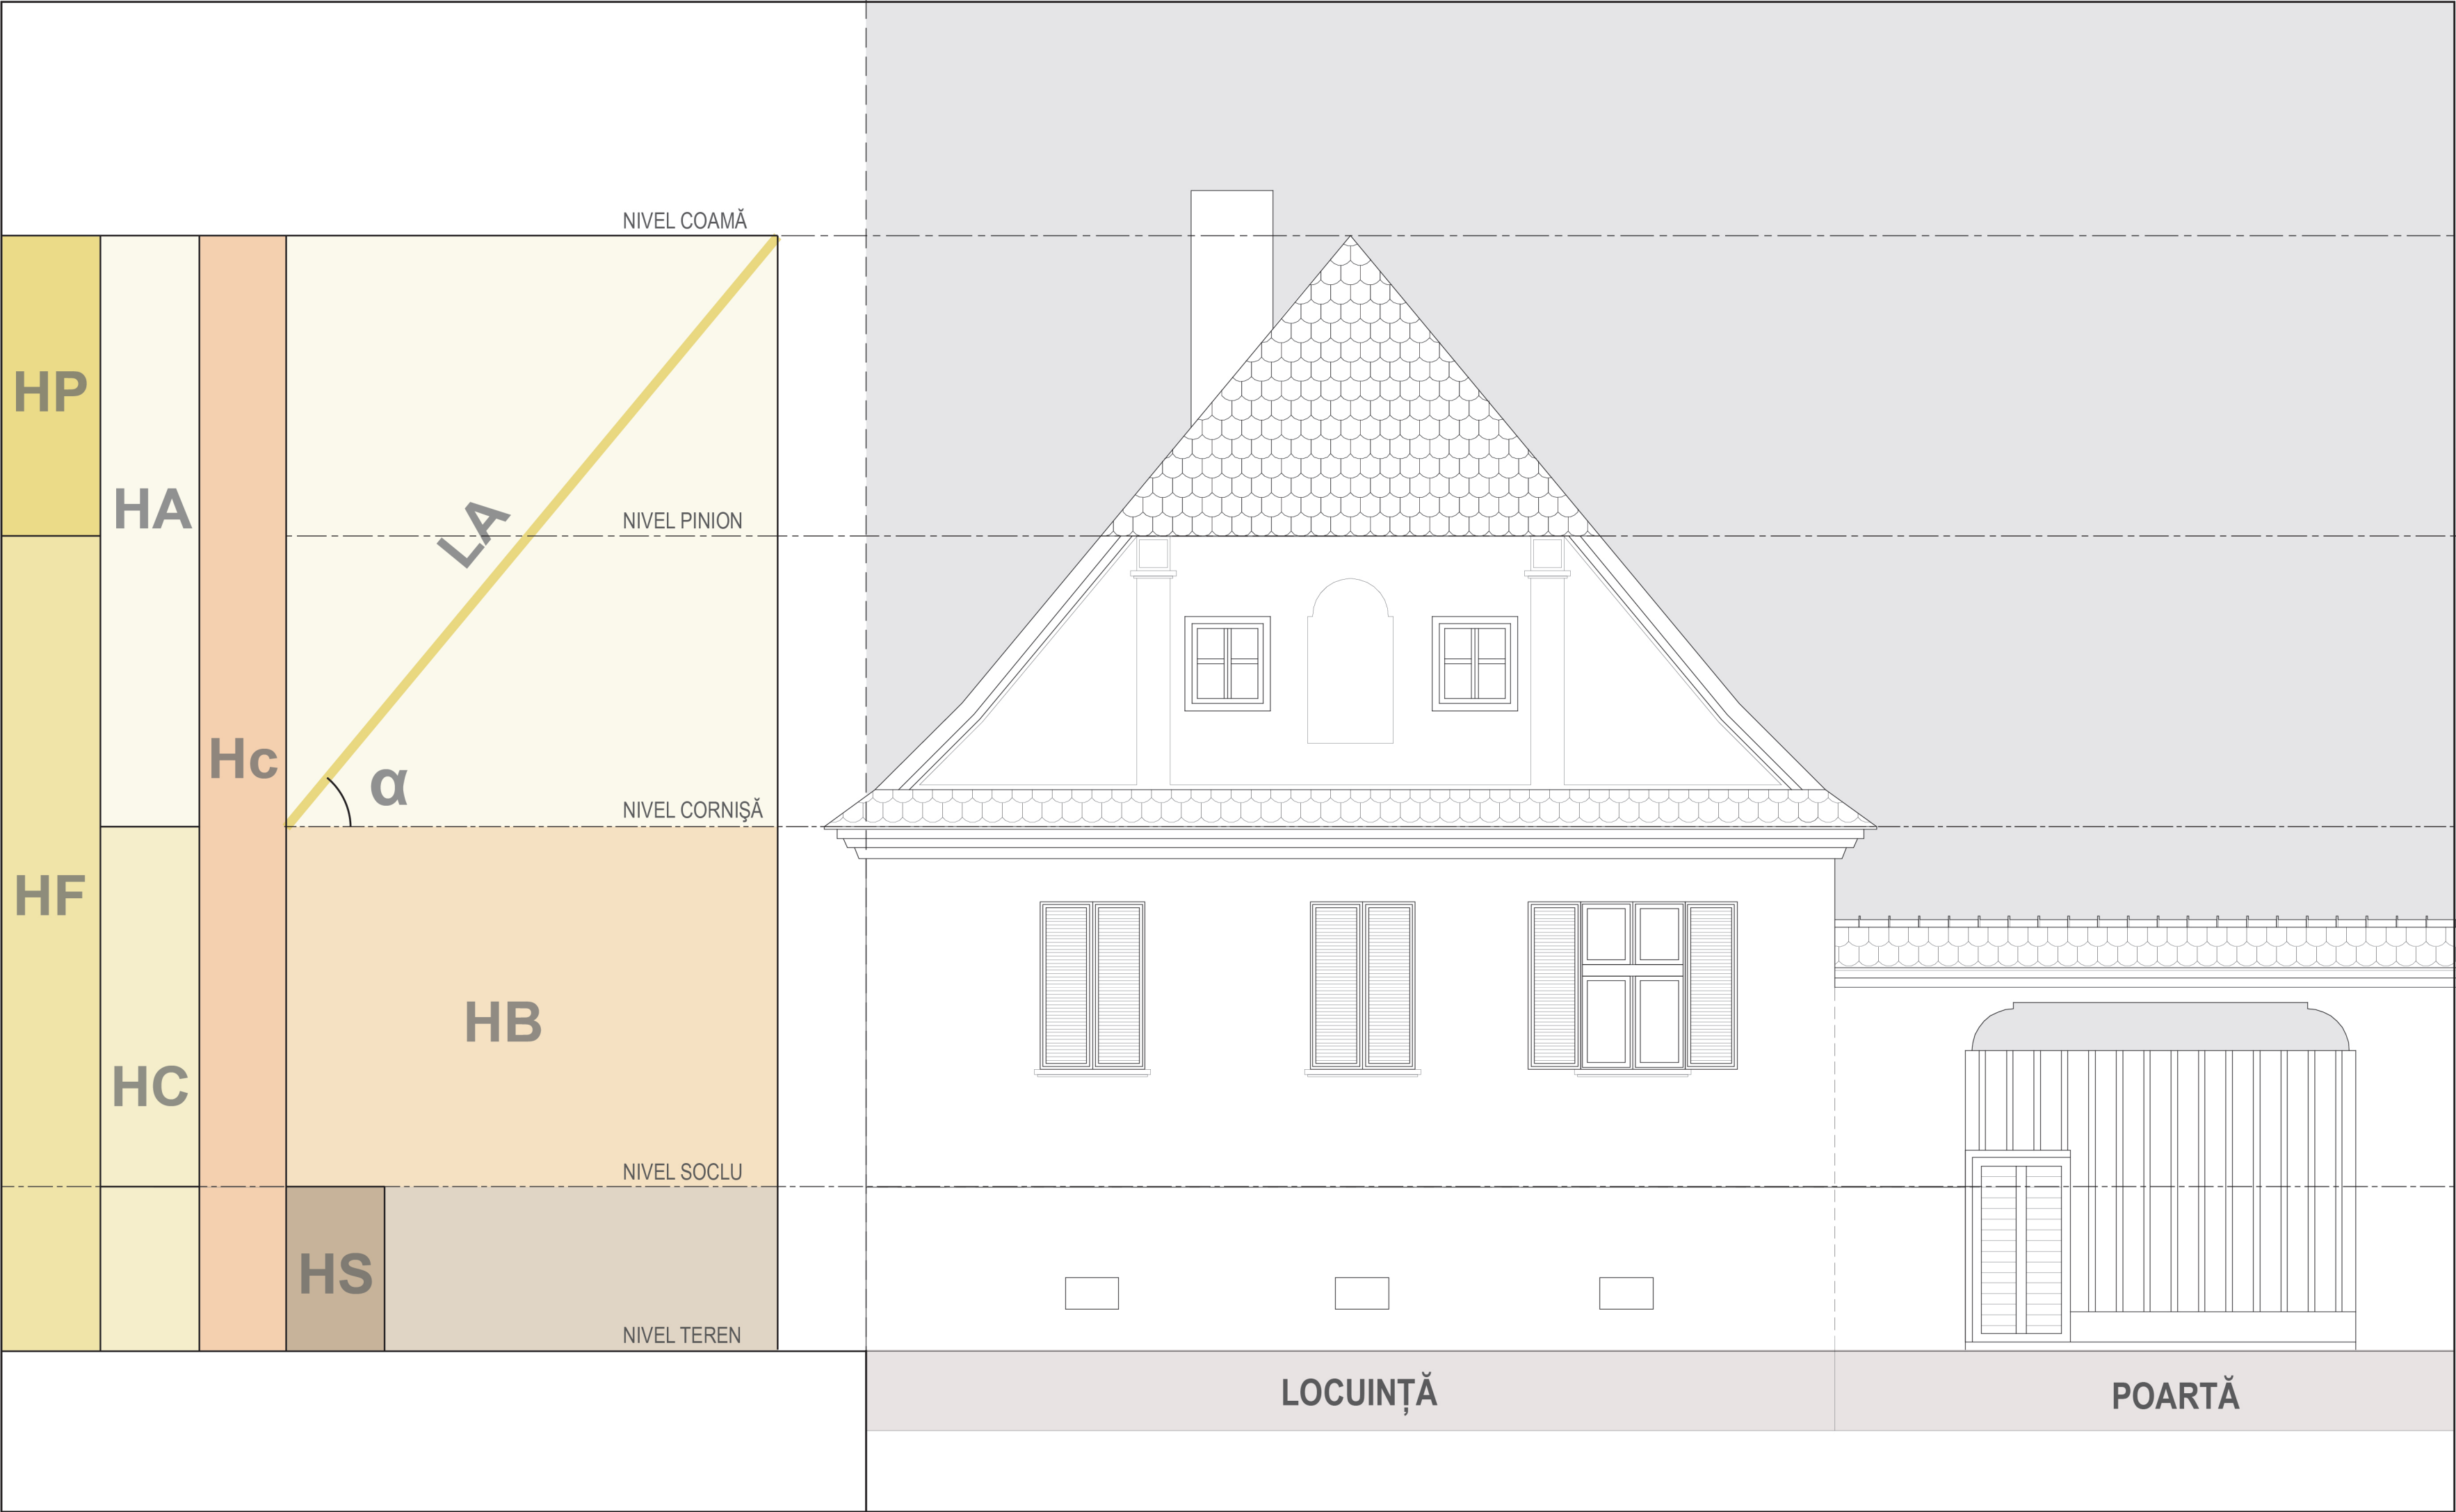 NIVEL COAMĂ
HP
HA
LA
NIVEL PINION
Hc
α
NIVEL CORNIŞĂ
HF
HB
HC
NIVEL SOCLU
HS
NIVEL TEREN
LOCUINȚĂ
POARTĂ